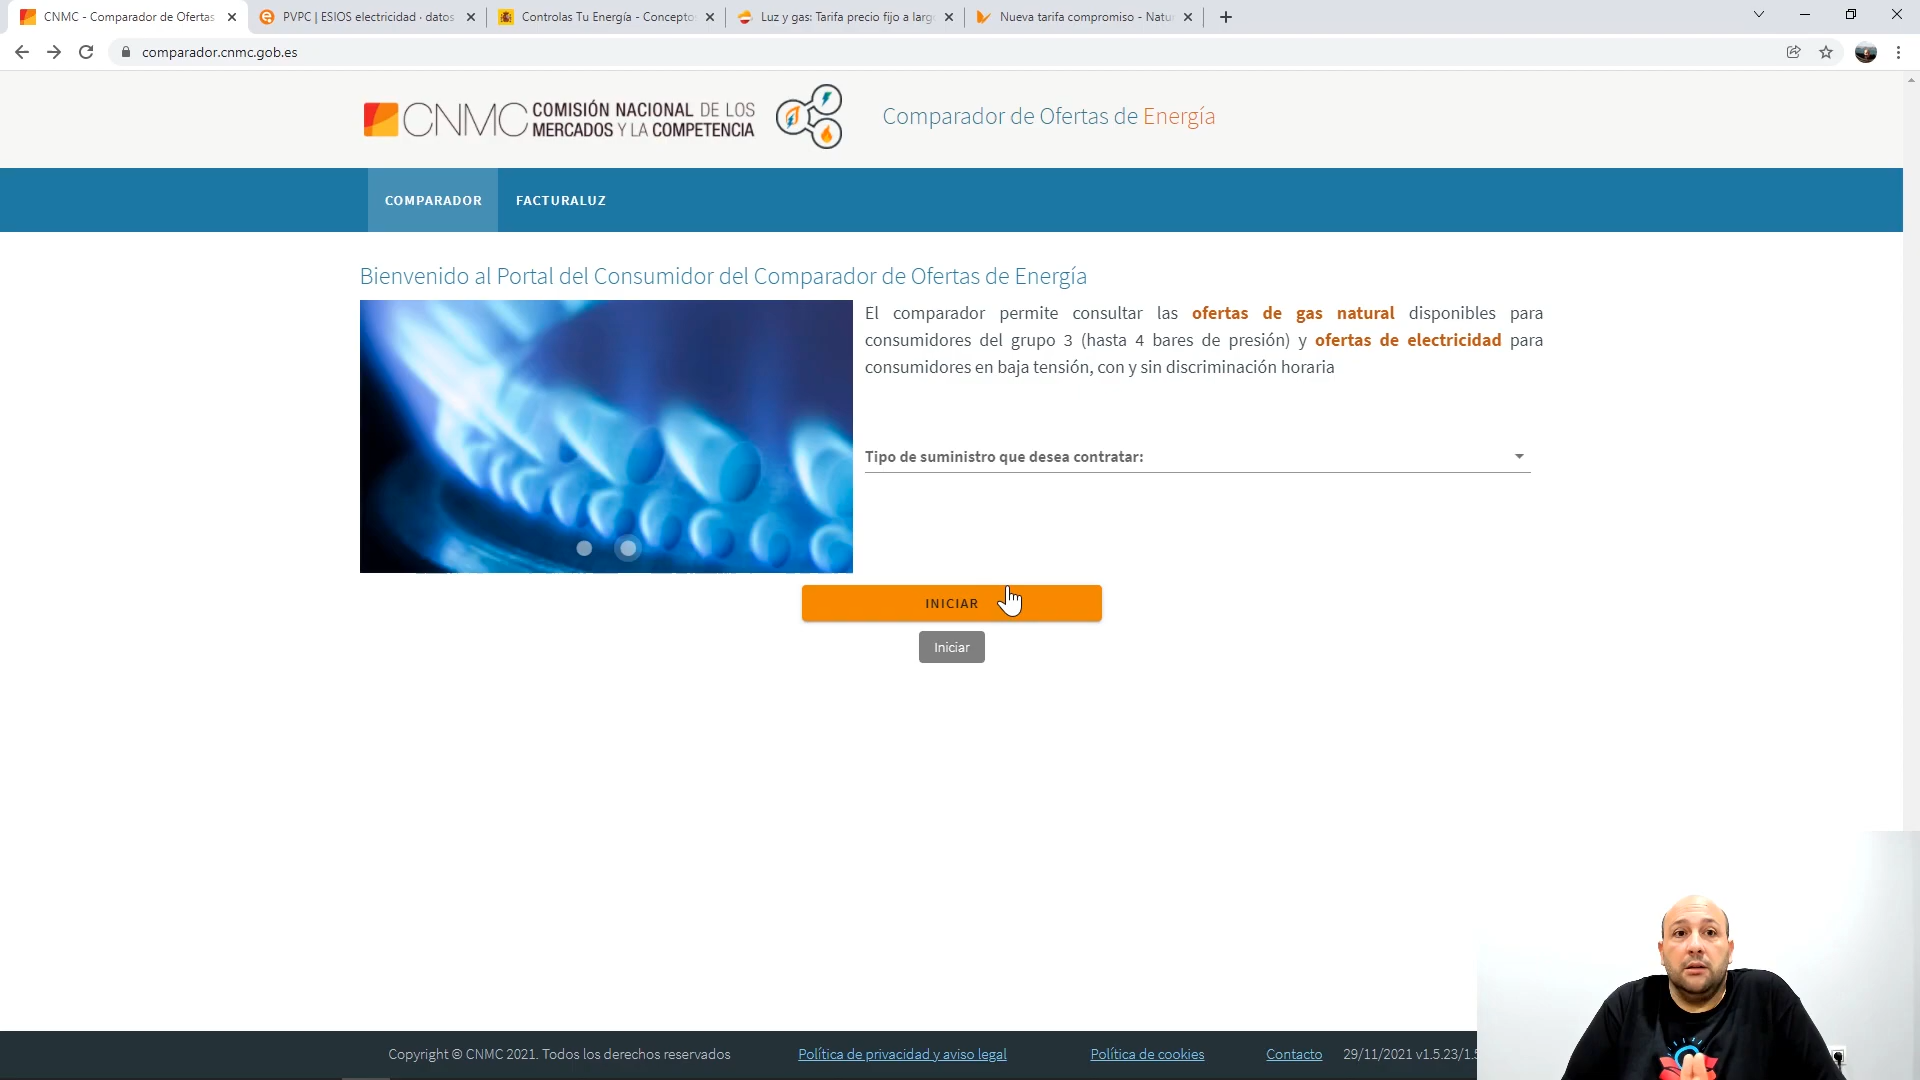 CNMC - Comparador de Ofertas
PVPC | ESIOS electricidad · datos
Controlas Tu Energía - Concepto
Luz y gas: Tarifa precio fijo a larg
Nueva tarifa compromiso - Natu
comparador.cnmc.gob.es
CNMC COMISIÓN NACIONAL DE LOS
MERCADOS Y LA COMPETENCIA
Comparador de Ofertas de Energía
COMPARADOR
FACTURALUZ
Bienvenido al Portal del Consumidor del Comparador de Ofertas de Energía
El comparador permite consultar las ofertas de gas natural disponibles para
consumidores del grupo 3 (hasta 4 bares de presión) y ofertas de electricidad para
consumidores en baja tensión, con y sin discriminación horaria
Tipo de suministro que desea contratar:
INICIAR
Iniciar
Copyright © CNMC 2021. Todos los derechos reservados
Política de privacidad y aviso legal
Política de cookies
Contacto
29/11/2021 v1.5.23/1.5